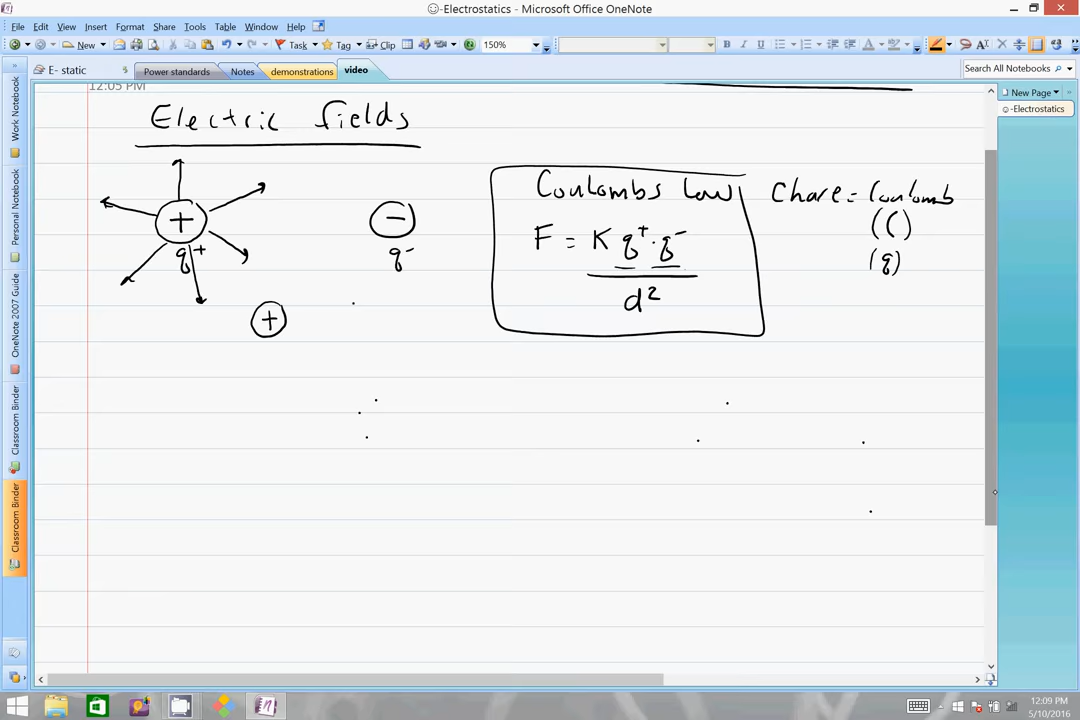 -Electrostatics - Microsoft Office OneNote
File Edit View Insert Format Share Tools Table Window Help
New Task Tag Clip 150% B I U
E- static Power standards Notes demonstrations video Search All Notebooks
New Page
-Electrostatics
Work Notebook
Personal Notebook
OneNote 2007 Guide
Classroom Binder
Classroom Binder
12:05 PM
Electric fields
+
q+
-
q-
+
Coulombs Law
F = K q+ · q-
d2
Chare = Coulomb
(C)
(q)
12:09 PM
5/10/2016